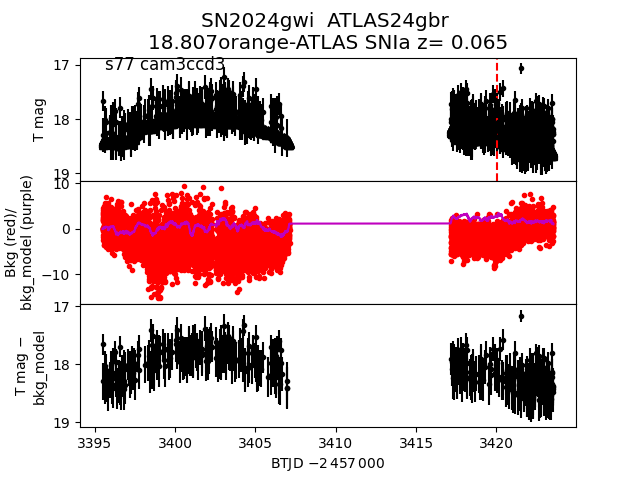 SN2024gwi  ATLAS24gbr
18.807orange-ATLAS SNIa z= 0.065
s77 cam3ccd3
T mag
17
18
19
Bkg (red)/
bkg_model (purple)
10
0
−10
T mag −
bkg_model
17
18
19
3395
3400
3405
3410
3415
3420
BTJD −2 457 000